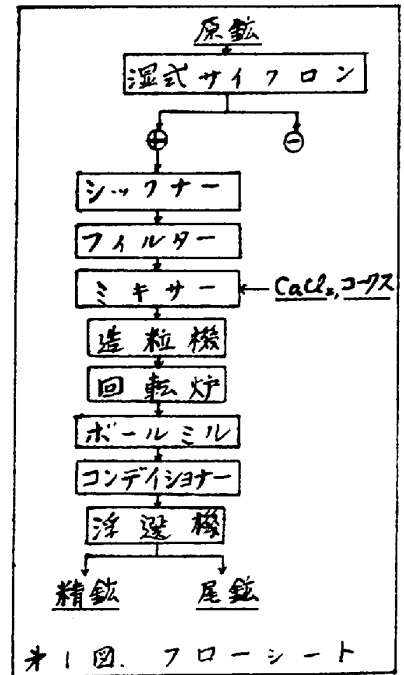 原鉱
湿式サイクロン
⊕ ⊖
シックナー
フィルター
ミキサー ← CaCl₂,コークス
造粒機
回転炉
ボールミル
コンデイショナー
浮選機
精鉱 尾鉱
才1図. フローシート